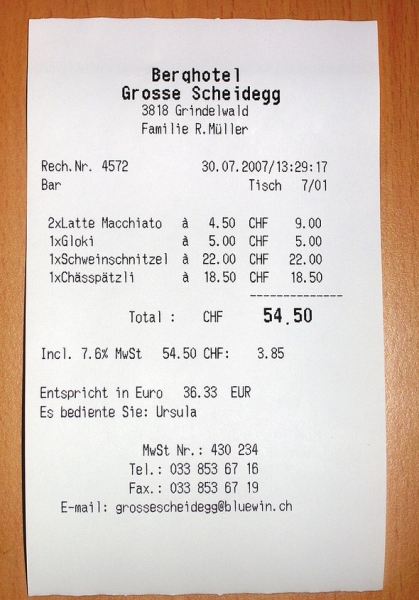 Berghotel
Grosse Scheidegg
3818 Grindelwald
Familie R.Müller
Rech.Nr. 4572 30.07.2007/13:29:17
Bar Tisch 7/01
2xLatte Macchiato à 4.50 CHF 9.00
1xGloki à 5.00 CHF 5.00
1xSchweinschnitzel à 22.00 CHF 22.00
1xChässpätzli à 18.50 CHF 18.50
--------------
Total : CHF 54.50
Incl. 7.6% MwSt 54.50 CHF: 3.85
Entspricht in Euro 36.33 EUR
Es bediente Sie: Ursula
MwSt Nr.: 430 234
Tel.: 033 853 67 16
Fax.: 033 853 67 19
E-mail: grossescheidegg@bluewin.ch